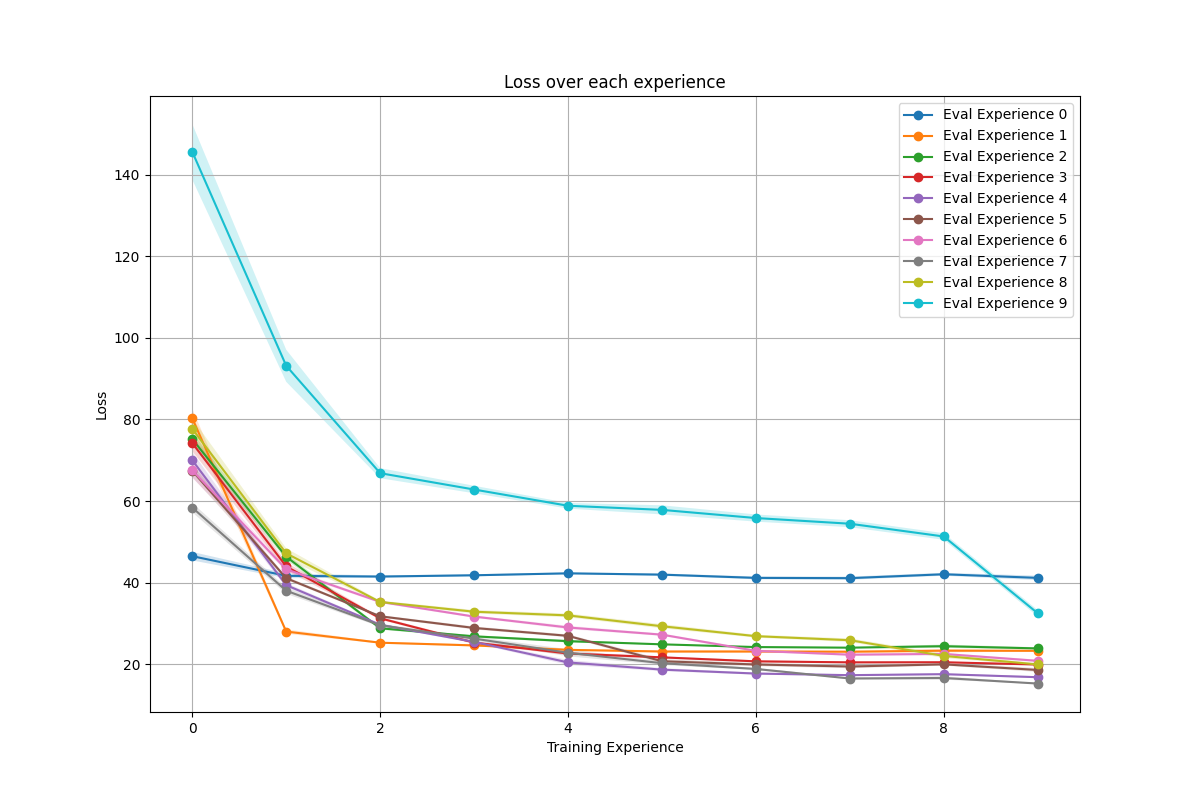 Loss over each experience
Eval Experience 0
Eval Experience 1
Eval Experience 2
Eval Experience 3
Eval Experience 4
Eval Experience 5
Eval Experience 6
Eval Experience 7
Eval Experience 8
Eval Experience 9
Loss
140
120
100
80
60
40
20
0 2 4 6 8
Training Experience